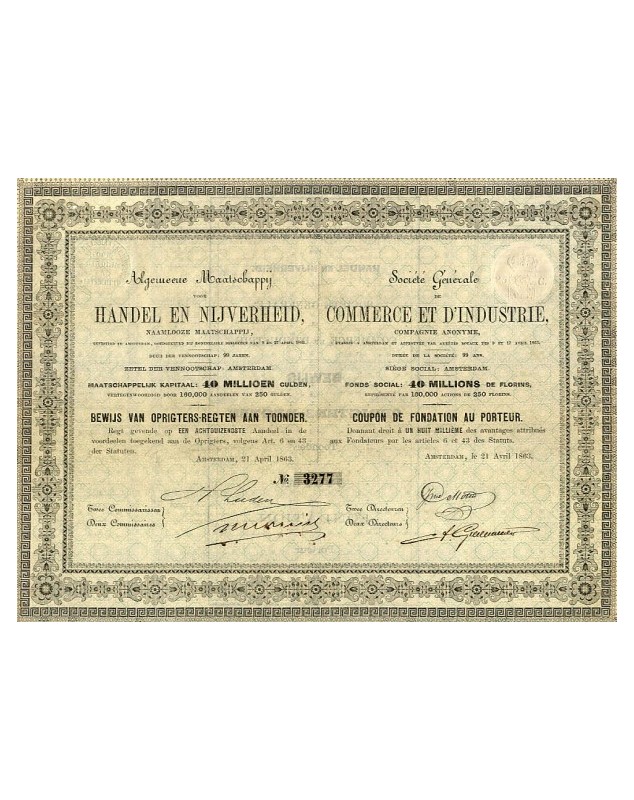 Algemeene Maatschappij
VOOR
HANDEL EN NIJVERHEID,
NAAMLOOZE MAATSCHAPPIJ,
DUUR DER VENNOOTSCHAP: 99 JAREN.
ZETEL DER VENNOOTSCHAP: AMSTERDAM.
MAATSCHAPPELIJK KAPITAAL: 40 MILLIOEN GULDEN,
VERTEGENWOORDIGD DOOR 160,000 AANDEELEN VAN 250 GULDEN.
BEWIJS VAN OPRIGTERS-REGTEN AAN TOONDER.
Regt gevende op EEN ACHTDUIZENDSTE Aandeel in de
voordeelen toegekend aan de Oprigters, volgens Art. 6 en 43
der Statuten.
AMSTERDAM, 21 April 1863.
Société Générale
DE
COMMERCE ET D'INDUSTRIE,
COMPAGNIE ANONYME,
DURÉE DE LA SOCIÉTÉ: 99 ANS.
SIÉGE SOCIAL: AMSTERDAM.
FONDS SOCIAL: 40 MILLIONS DE FLORINS,
REPRÉSENTÉ PAR 160,000 ACTIONS DE 250 FLORINS.
COUPON DE FONDATION AU PORTEUR.
Donnant droit à UN HUIT MILLIÈME des avantages attribués
aux Fondateurs par les articles 6 et 43 des Statuts.
AMSTERDAM, le 21 Avril 1863.
№ 3277
Twee Commissarissen
Deux Commissaires
Twee Directeuren
Deux Directeurs